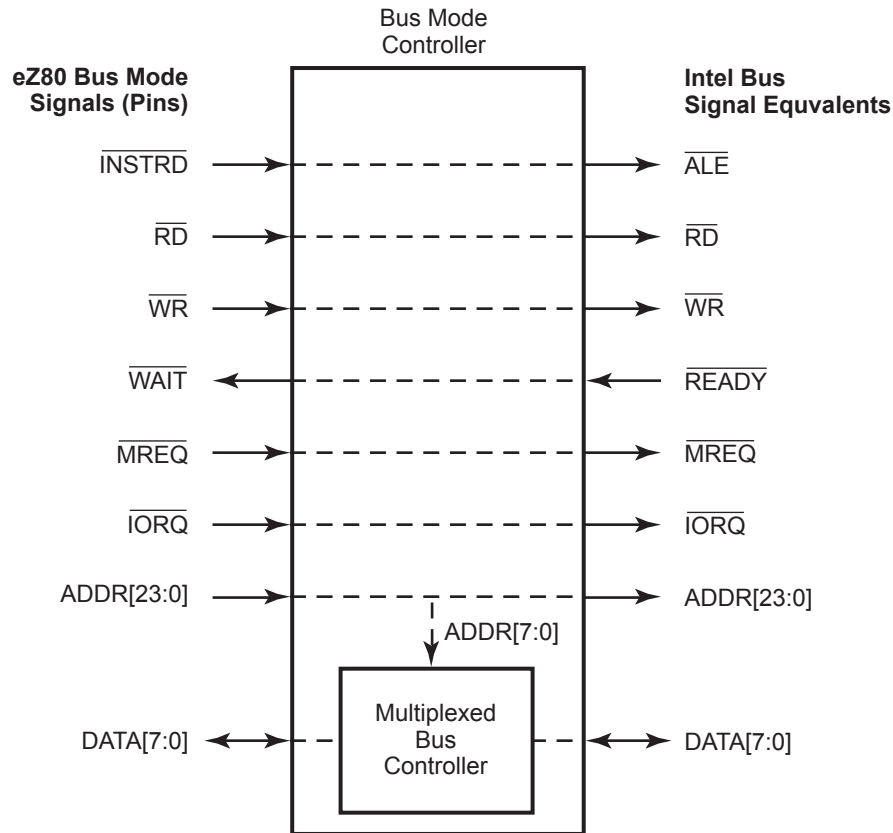 Bus Mode
Controller
eZ80 Bus Mode
Signals (Pins)
Intel Bus
Signal Equvalents
INSTRD
ALE
RD
RD
WR
WR
WAIT
READY
MREQ
MREQ
IORQ
IORQ
ADDR[23:0]
ADDR[23:0]
ADDR[7:0]
DATA[7:0]
Multiplexed
Bus
Controller
DATA[7:0]